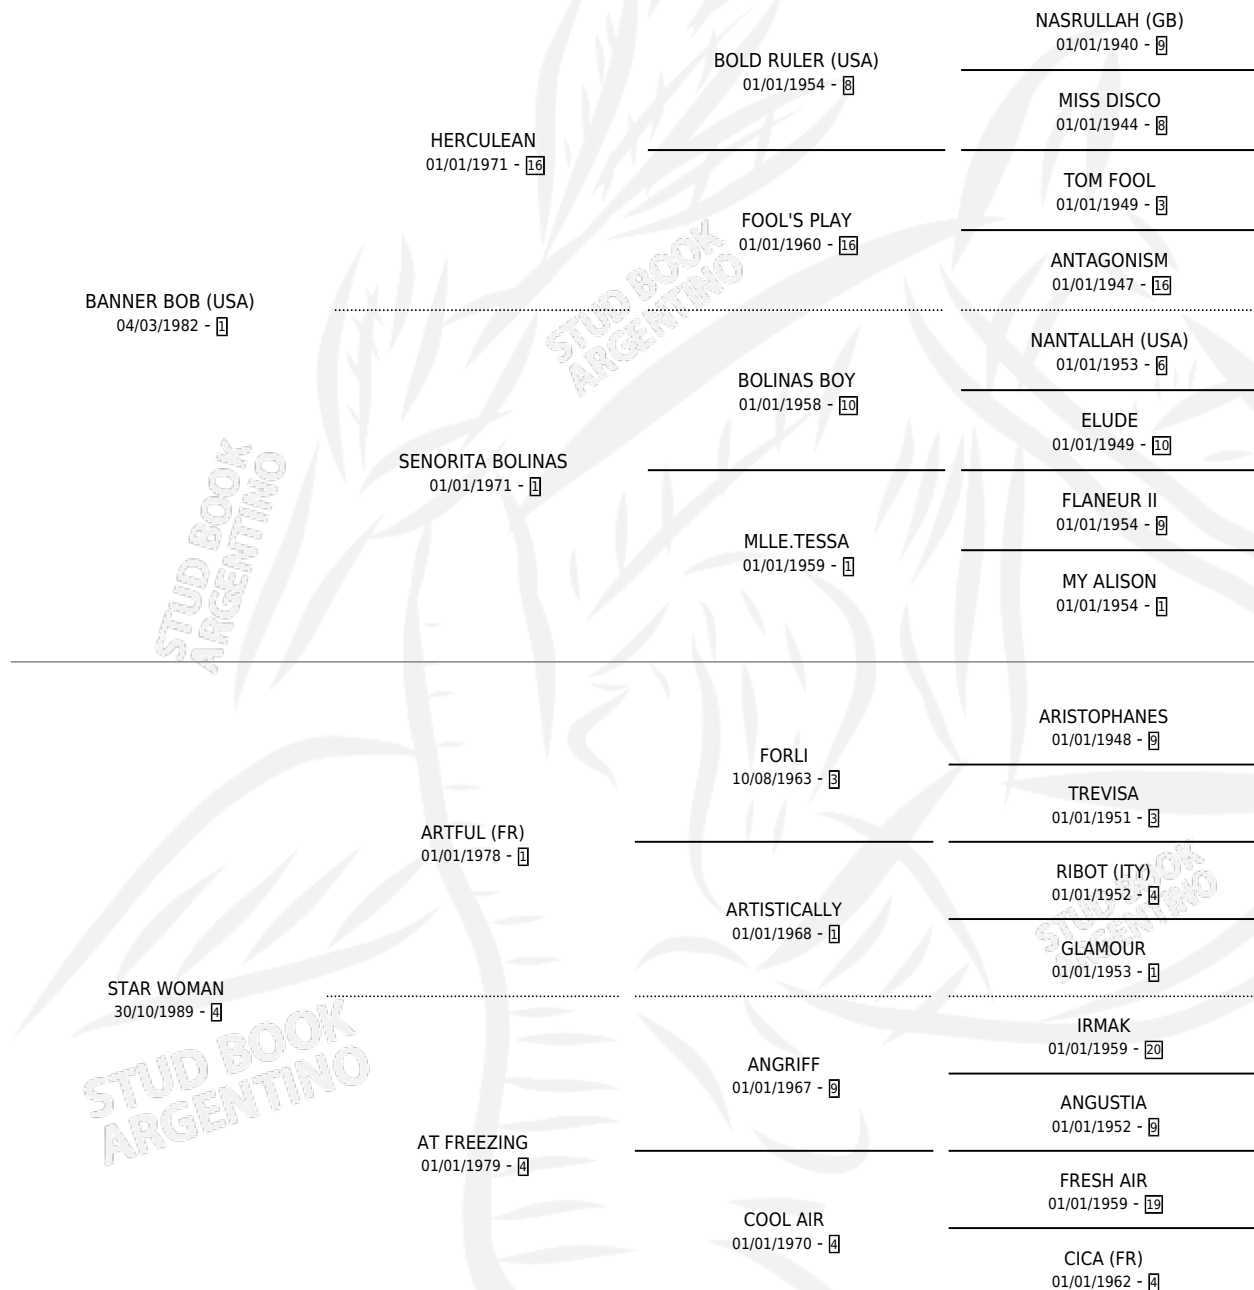 NASRULLAH (GB)
01/01/1940 - 9
BOLD RULER (USA)
01/01/1954 - 8
MISS DISCO
01/01/1944 - 8
HERCULEAN
01/01/1971 - 16
TOM FOOL
01/01/1949 - 3
FOOL'S PLAY
01/01/1960 - 16
ANTAGONISM
01/01/1947 - 16
BANNER BOB (USA)
04/03/1982 - 1
NANTALLAH (USA)
01/01/1953 - 6
BOLINAS BOY
01/01/1958 - 10
ELUDE
01/01/1949 - 10
SENORITA BOLINAS
01/01/1971 - 1
FLANEUR II
01/01/1954 - 9
MLLE.TESSA
01/01/1959 - 1
MY ALISON
01/01/1954 - 1
ARISTOPHANES
01/01/1948 - 9
FORLI
10/08/1963 - 3
TREVISA
01/01/1951 - 3
ARTFUL (FR)
01/01/1978 - 1
RIBOT (ITY)
01/01/1952 - 4
ARTISTICALLY
01/01/1968 - 1
GLAMOUR
01/01/1953 - 1
STAR WOMAN
30/10/1989 - 4
IRMAK
01/01/1959 - 20
ANGRIFF
01/01/1967 - 9
ANGUSTIA
01/01/1952 - 9
AT FREEZING
01/01/1979 - 4
FRESH AIR
01/01/1959 - 19
COOL AIR
01/01/1970 - 4
CICA (FR)
01/01/1962 - 4
STUD BOOK
ARGENTINO
STUD BOOK
ARGENTINO
STUD BOOK
ARGENTINO
STUD BOOK
ARGENTINO